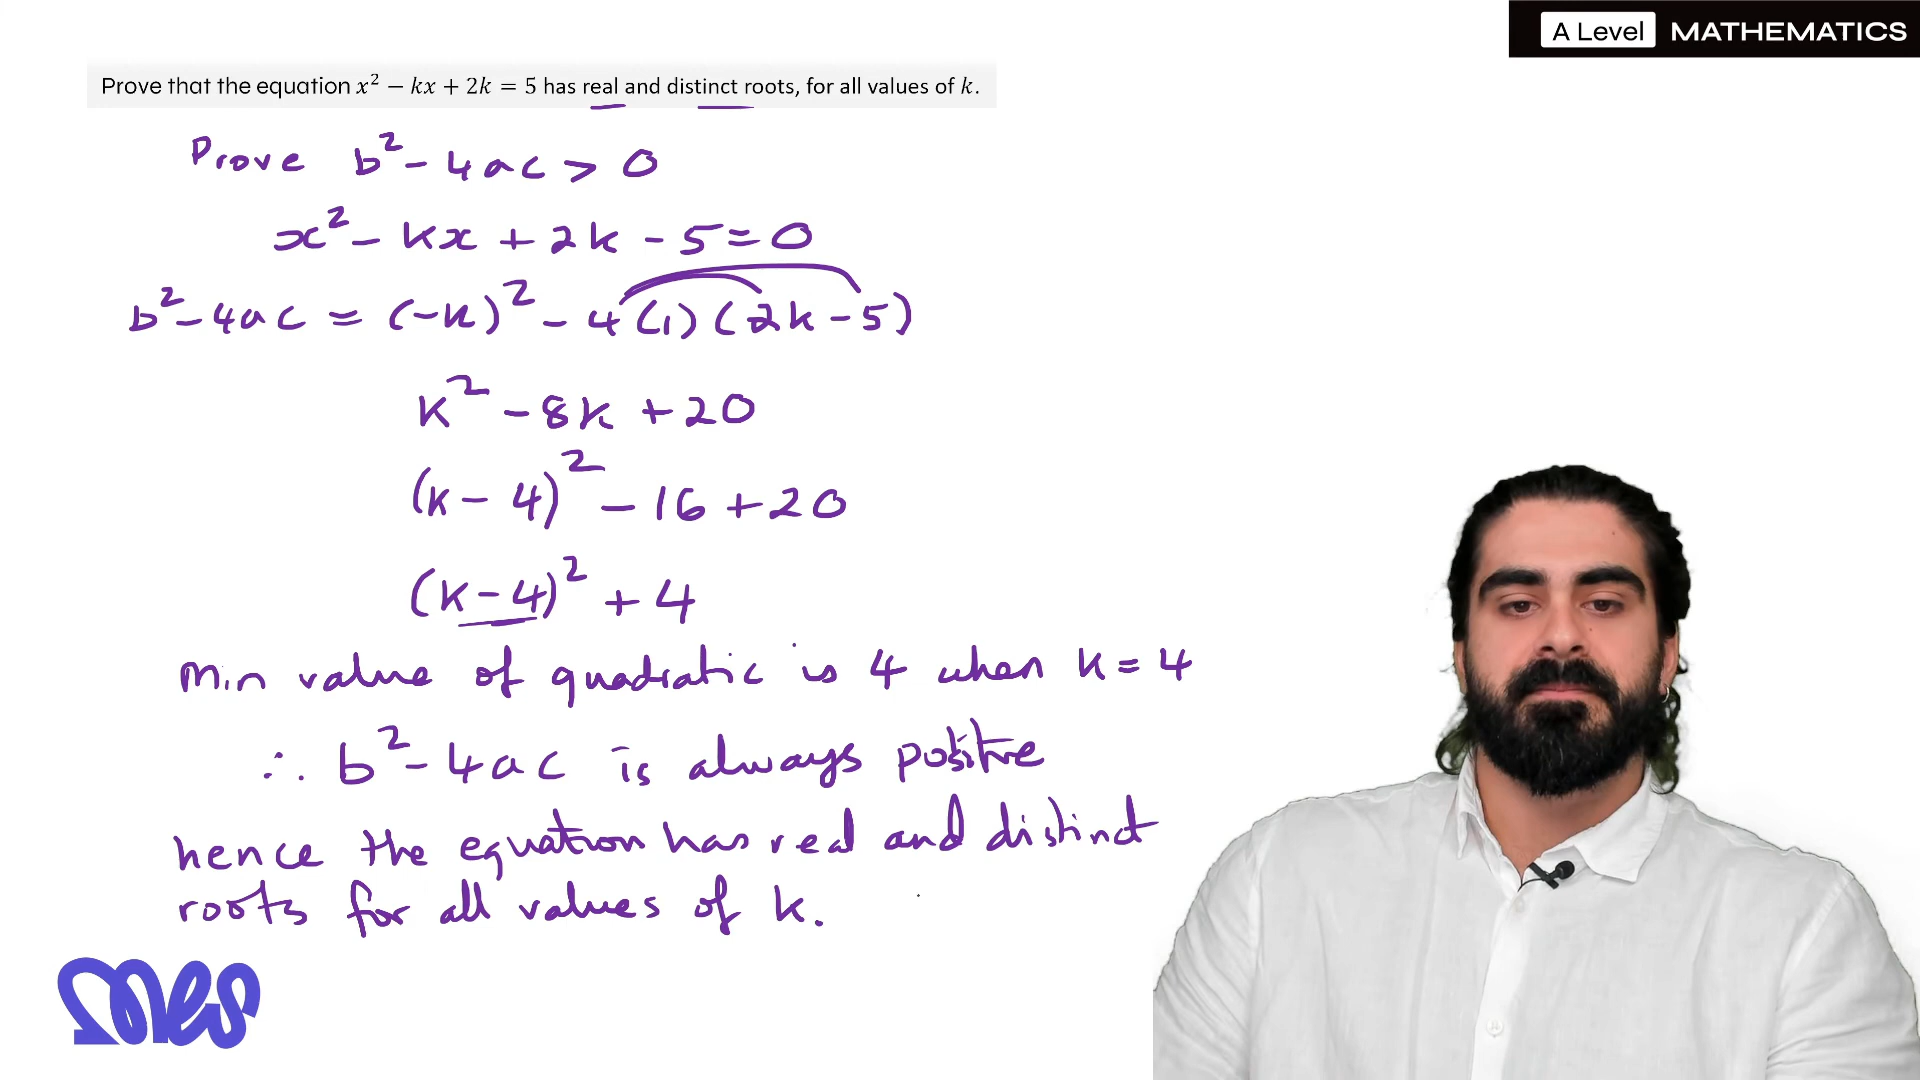 A Level MATHEMATICS
Prove that the equation x² − kx + 2k = 5 has real and distinct roots, for all values of k.
Prove b² - 4ac > 0
x² - kx + 2k - 5 = 0
b² - 4ac = (-k)² - 4(1)(2k - 5)
k² - 8k + 20
(k - 4)² - 16 + 20
(k - 4)² + 4
Min value of quadratic is 4 when k = 4
∴ b² - 4ac is always positive
hence the equation has real and distinct
roots for all values of k.
mes